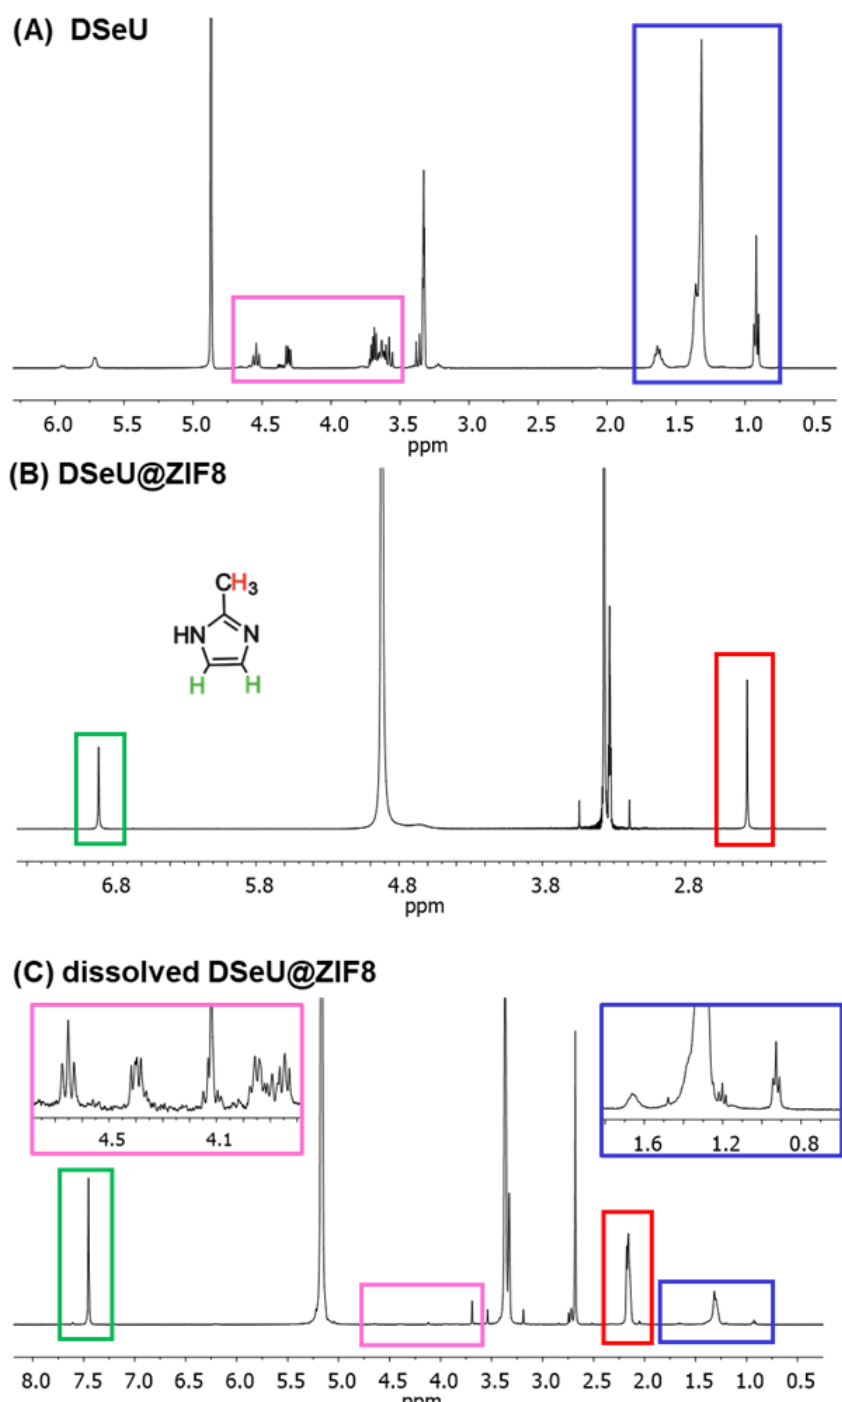 (A) DSeU
6.0 5.5 5.0 4.5 4.0 3.5 3.0 2.5 2.0 1.5 1.0 0.5
ppm
(B) DSeU@ZIF8
CH3
HN N
H H
6.8 5.8 4.8 3.8 2.8
ppm
(C) dissolved DSeU@ZIF8
4.5 4.1
1.6 1.2 0.8
8.0 7.5 7.0 6.5 6.0 5.5 5.0 4.5 4.0 3.5 3.0 2.5 2.0 1.5 1.0 0.5
ppm